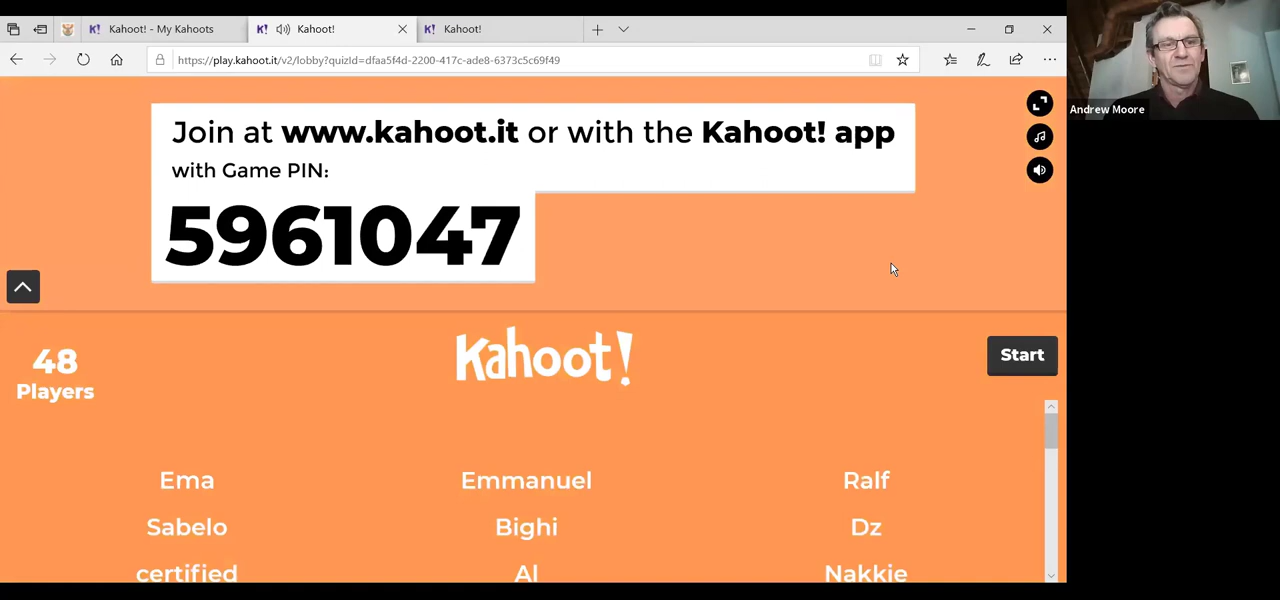 Kahoot! - My Kahoots
Kahoot!
Kahoot!
https://play.kahoot.it/v2/lobby?quizId=dfaa5f4d-2200-417c-ade8-6373c5c69f49
Andrew Moore
Join at www.kahoot.it or with the Kahoot! app
with Game PIN:
5961047
48
Players
Kahoot!
Start
Ema Emmanuel Ralf
Sabelo Bighi Dz
certified Al Nakkie